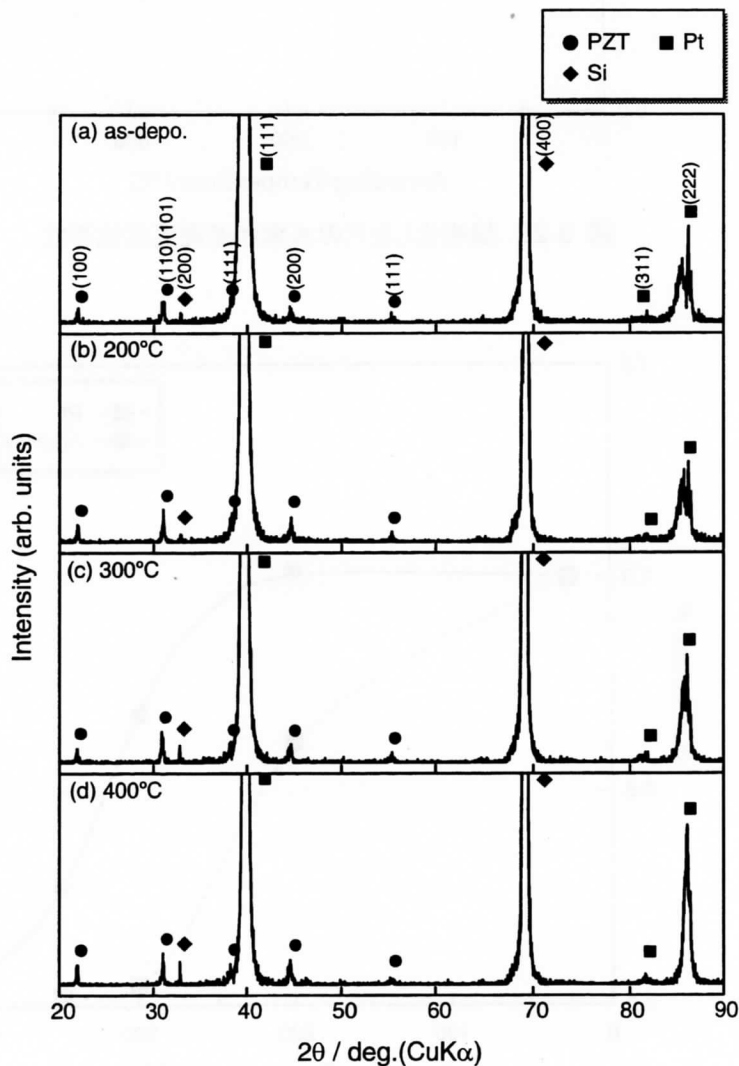 ● PZT ■ Pt
◆ Si
(a) as-depo.
(100)
(110)(101)
(200)
(111)
(111)
(200)
(111)
(400)
(311)
(222)
(b) 200°C
(c) 300°C
(d) 400°C
Intensity (arb. units)
20 30 40 50 60 70 80 90
2θ / deg.(CuKα)